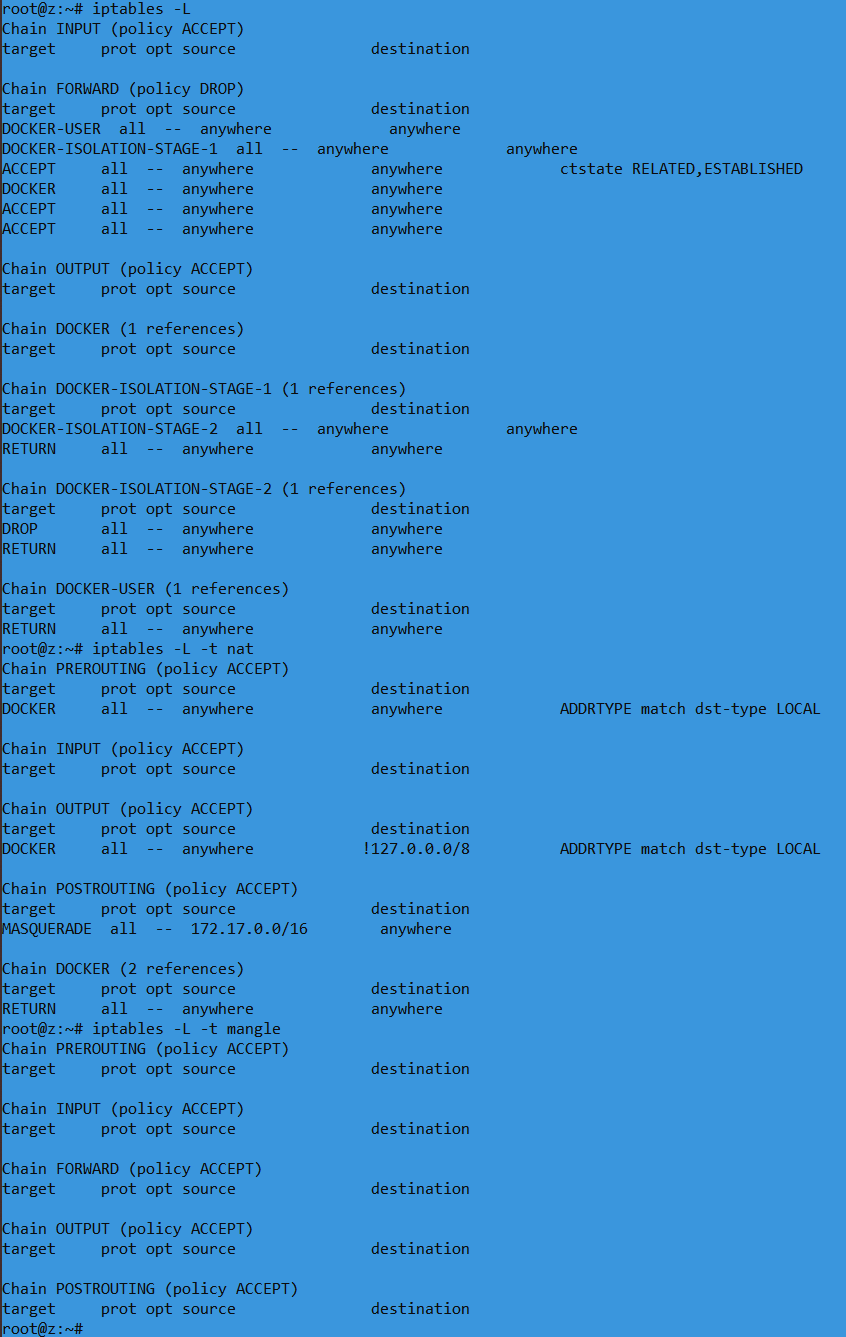 root@z:~# iptables -L
Chain INPUT (policy ACCEPT)
target     prot opt source               destination
Chain FORWARD (policy DROP)
target     prot opt source               destination
DOCKER-USER  all  --  anywhere             anywhere
DOCKER-ISOLATION-STAGE-1  all  --  anywhere             anywhere
ACCEPT     all  --  anywhere             anywhere             ctstate RELATED,ESTABLISHED
DOCKER     all  --  anywhere             anywhere
ACCEPT     all  --  anywhere             anywhere
ACCEPT     all  --  anywhere             anywhere
Chain OUTPUT (policy ACCEPT)
target     prot opt source               destination
Chain DOCKER (1 references)
target     prot opt source               destination
Chain DOCKER-ISOLATION-STAGE-1 (1 references)
target     prot opt source               destination
DOCKER-ISOLATION-STAGE-2  all  --  anywhere             anywhere
RETURN     all  --  anywhere             anywhere
Chain DOCKER-ISOLATION-STAGE-2 (1 references)
target     prot opt source               destination
DROP       all  --  anywhere             anywhere
RETURN     all  --  anywhere             anywhere
Chain DOCKER-USER (1 references)
target     prot opt source               destination
RETURN     all  --  anywhere             anywhere
root@z:~# iptables -L -t nat
Chain PREROUTING (policy ACCEPT)
target     prot opt source               destination
DOCKER     all  --  anywhere             anywhere             ADDRTYPE match dst-type LOCAL
Chain INPUT (policy ACCEPT)
target     prot opt source               destination
Chain OUTPUT (policy ACCEPT)
target     prot opt source               destination
DOCKER     all  --  anywhere            !127.0.0.0/8          ADDRTYPE match dst-type LOCAL
Chain POSTROUTING (policy ACCEPT)
target     prot opt source               destination
MASQUERADE  all  --  172.17.0.0/16        anywhere
Chain DOCKER (2 references)
target     prot opt source               destination
RETURN     all  --  anywhere             anywhere
root@z:~# iptables -L -t mangle
Chain PREROUTING (policy ACCEPT)
target     prot opt source               destination
Chain INPUT (policy ACCEPT)
target     prot opt source               destination
Chain FORWARD (policy ACCEPT)
target     prot opt source               destination
Chain OUTPUT (policy ACCEPT)
target     prot opt source               destination
Chain POSTROUTING (policy ACCEPT)
target     prot opt source               destination
root@z:~#